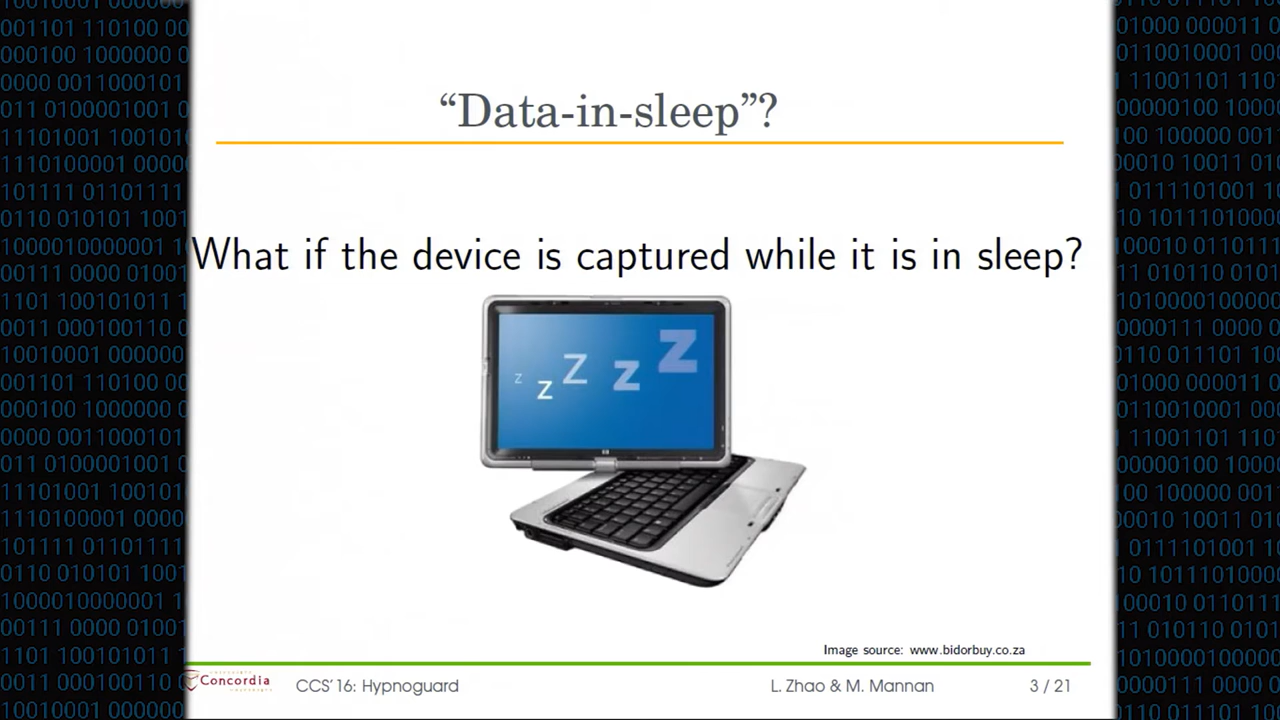 “Data-in-sleep”?
What if the device is captured while it is in sleep?
z z Z z Z
Image source: www.bidorbuy.co.za
Concordia CCS’16: Hypnoguard L. Zhao & M. Mannan 3 / 21